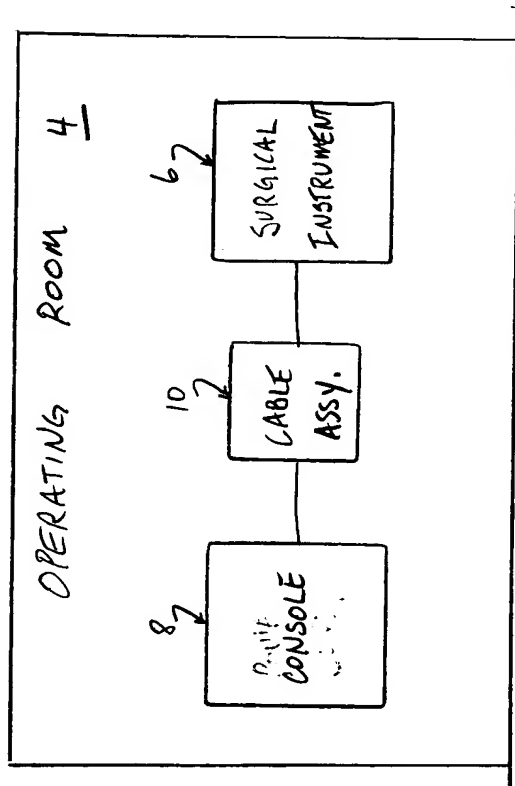 OPERATING ROOM 4
8
CONSOLE
10
CABLE
ASSY.
6
SURGICAL
INSTRUMENT